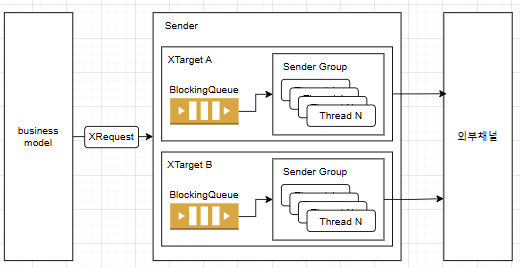 Sender
business
model
XRequest
XTarget A
BlockingQueue
Sender Group
Thread N
XTarget B
BlockingQueue
Sender Group
Thread N
외부채널